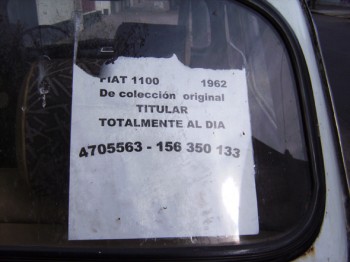 FIAT 1100 1962
De colección original
TITULAR
TOTALMENTE AL DIA
4705563 - 156 350 133